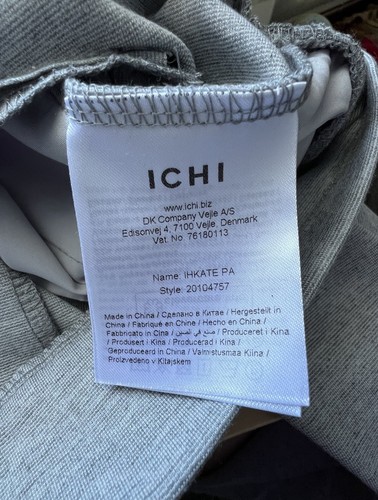 ICHI
www.ichi.biz
DK Company Vejle A/S
Edisonvej 4, 7100 Vejle, Denmark
Vat. No. 76180113
Name: IHKATE PA
Style: 20104757
Made in China / Сделано в Китае / Hergestellt in
China / Fabriqué en Chine / Hecho en China /
Fabbricato in Cina / صنع في الصين / Produceret i Kina
/ Produsert i Kina / Producerad i Kina /
Geproduceerd in China / Valmistusmaa Kiina /
Proizvedeno v Kitajskem